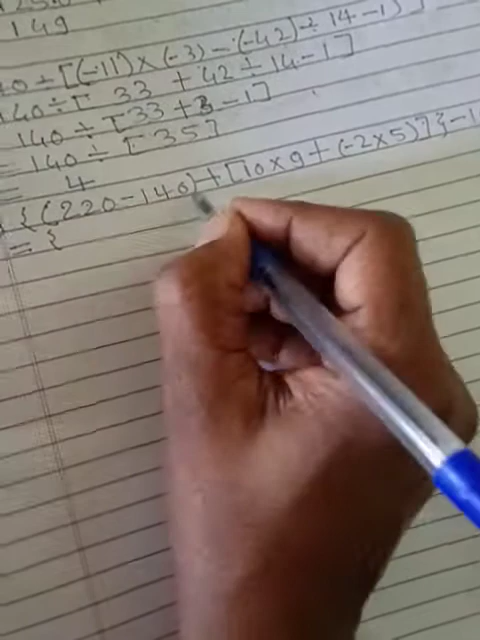 149
40 ÷ [(-11) × (-3) - (-42) ÷ 14 - 1)]
140 ÷ [ 33 + 42 ÷ 14 - 1]
140 ÷ [33 + 3 - 1]
= 140 ÷ [35]
= 4
{(220 - 140) + [10 × 9 + (-2 × 5)]} - 1
= {